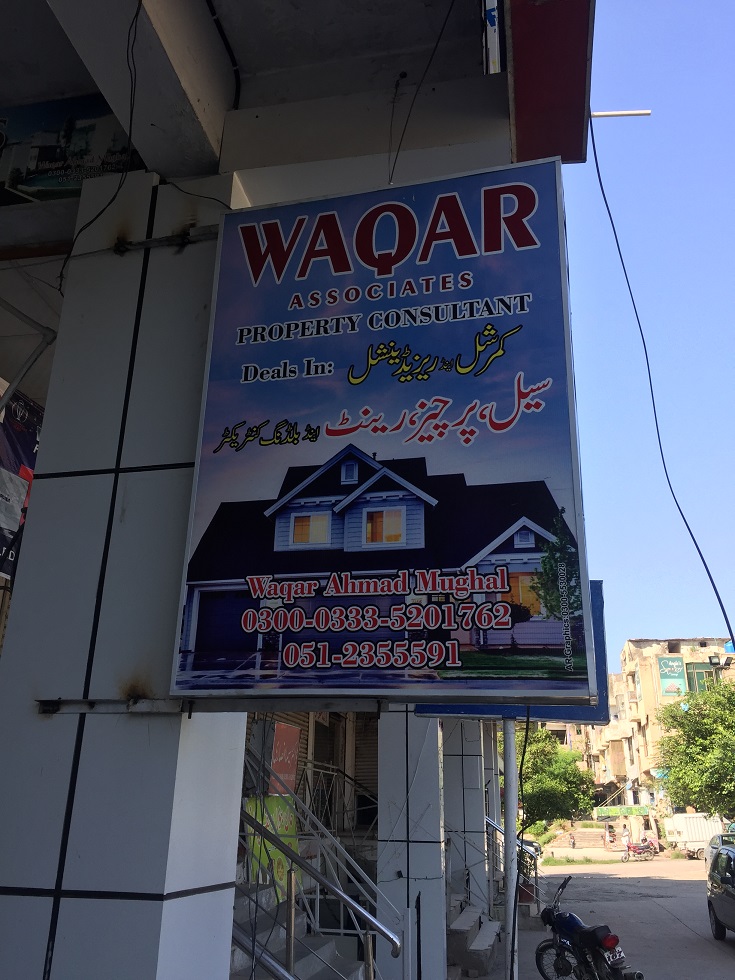 WAQAR
ASSOCIATES
PROPERTY CONSULTANT
Deals In: کمرشل اینڈ ریزیڈینشل
سیل، پرچیز، رینٹ اینڈ بلڈنگ کنٹریکٹر
Waqar Ahmad Mughal
0300-0333-5201762
051-2355591